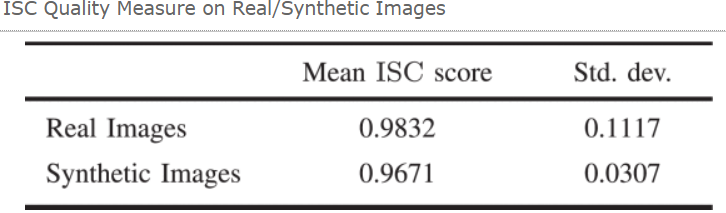 ISC Quality Measure on Real/Synthetic Images
Mean ISC score Std. dev.
Real Images 0.9832 0.1117
Synthetic Images 0.9671 0.0307